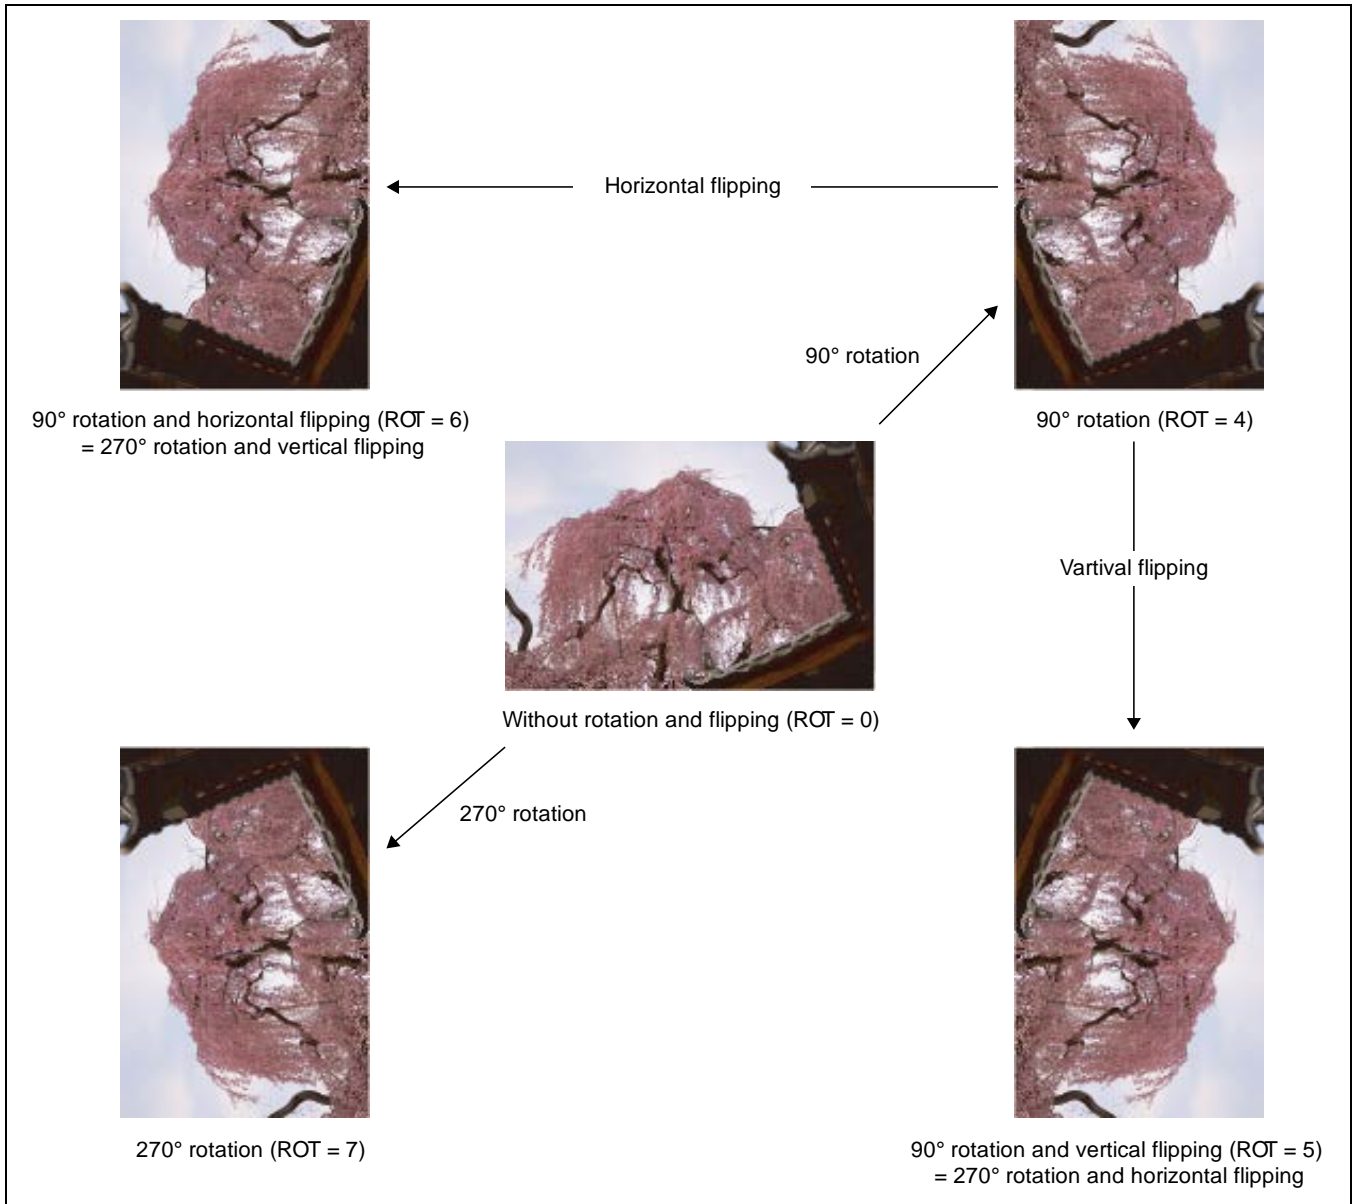 Horizontal flipping
90° rotation
90° rotation and horizontal flipping (ROT = 6)
= 270° rotation and vertical flipping
90° rotation (ROT = 4)
Vartival flipping
Without rotation and flipping (ROT = 0)
270° rotation
270° rotation (ROT = 7)
90° rotation and vertical flipping (ROT = 5)
= 270° rotation and horizontal flipping